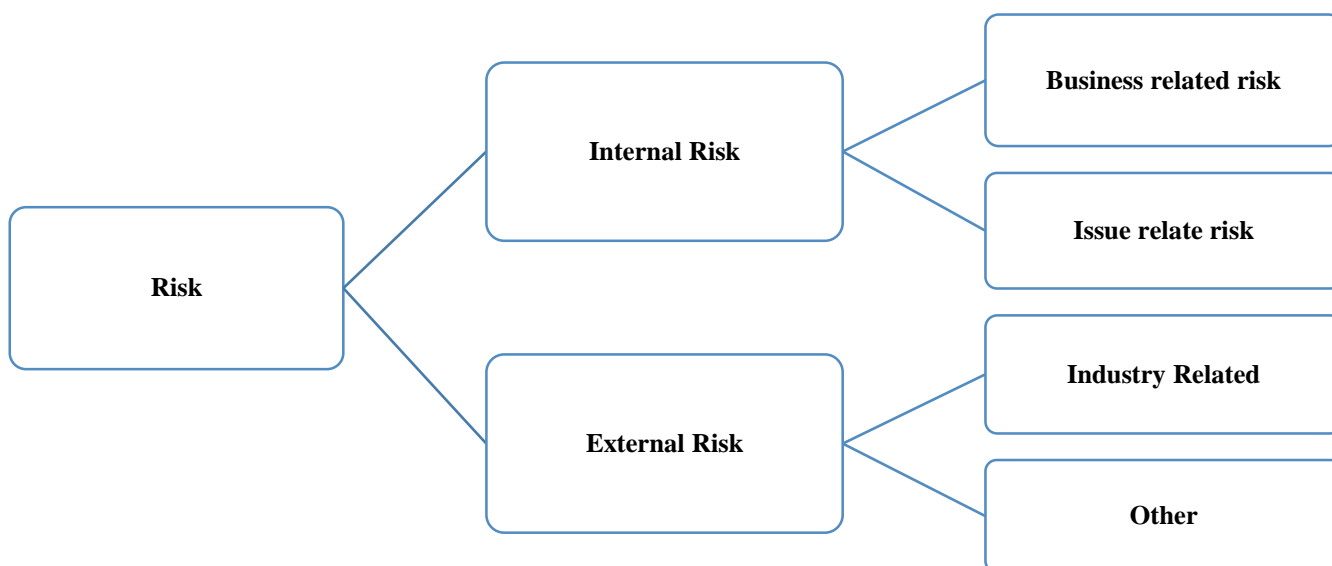 Risk
Internal Risk
Business related risk
Issue relate risk
External Risk
Industry Related
Other